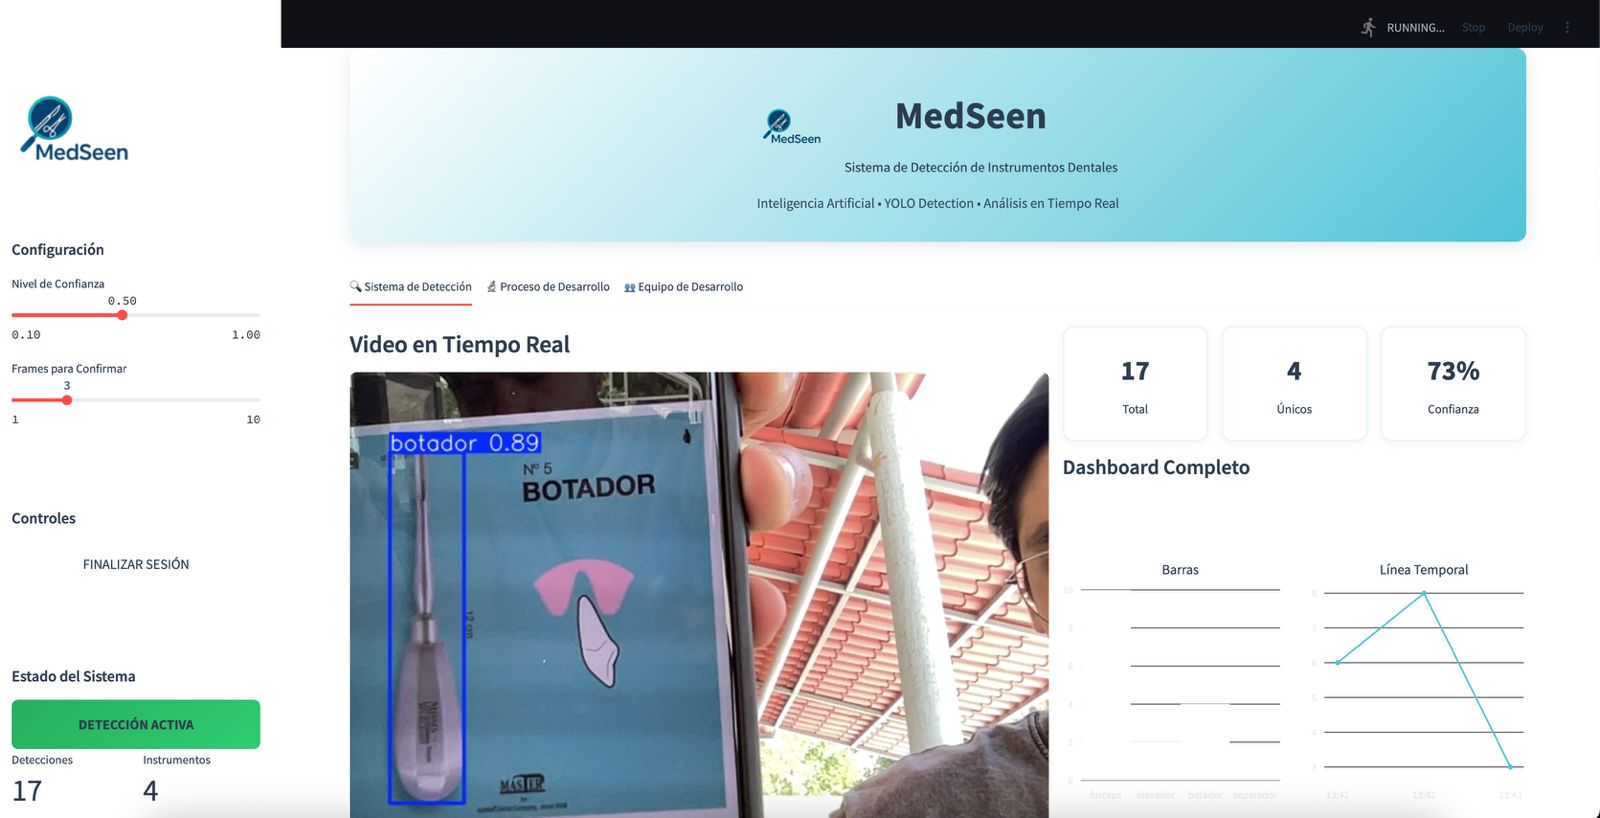 RUNNING...
Stop
Deploy
MedSeen
Configuración
Nivel de Confianza
0.50
0.10
1.00
Frames para Confirmar
3
1
10
Controles
FINALIZAR SESIÓN
Estado del Sistema
DETECCIÓN ACTIVA
Detecciones
Instrumentos
17
4
MedSeen
MedSeen
Sistema de Detección de Instrumentos Dentales
Inteligencia Artificial • YOLO Detection • Análisis en Tiempo Real
Sistema de Detección
Proceso de Desarrollo
Equipo de Desarrollo
Video en Tiempo Real
botador 0.89
Nº 5
BOTADOR
MASTER
by
17
Total
4
Únicos
73%
Confianza
Dashboard Completo
Barras
10
8
6
4
2
0
forceps elevador botador separador
Línea Temporal
8
7
6
5
4
3
13:41 13:42 13:43